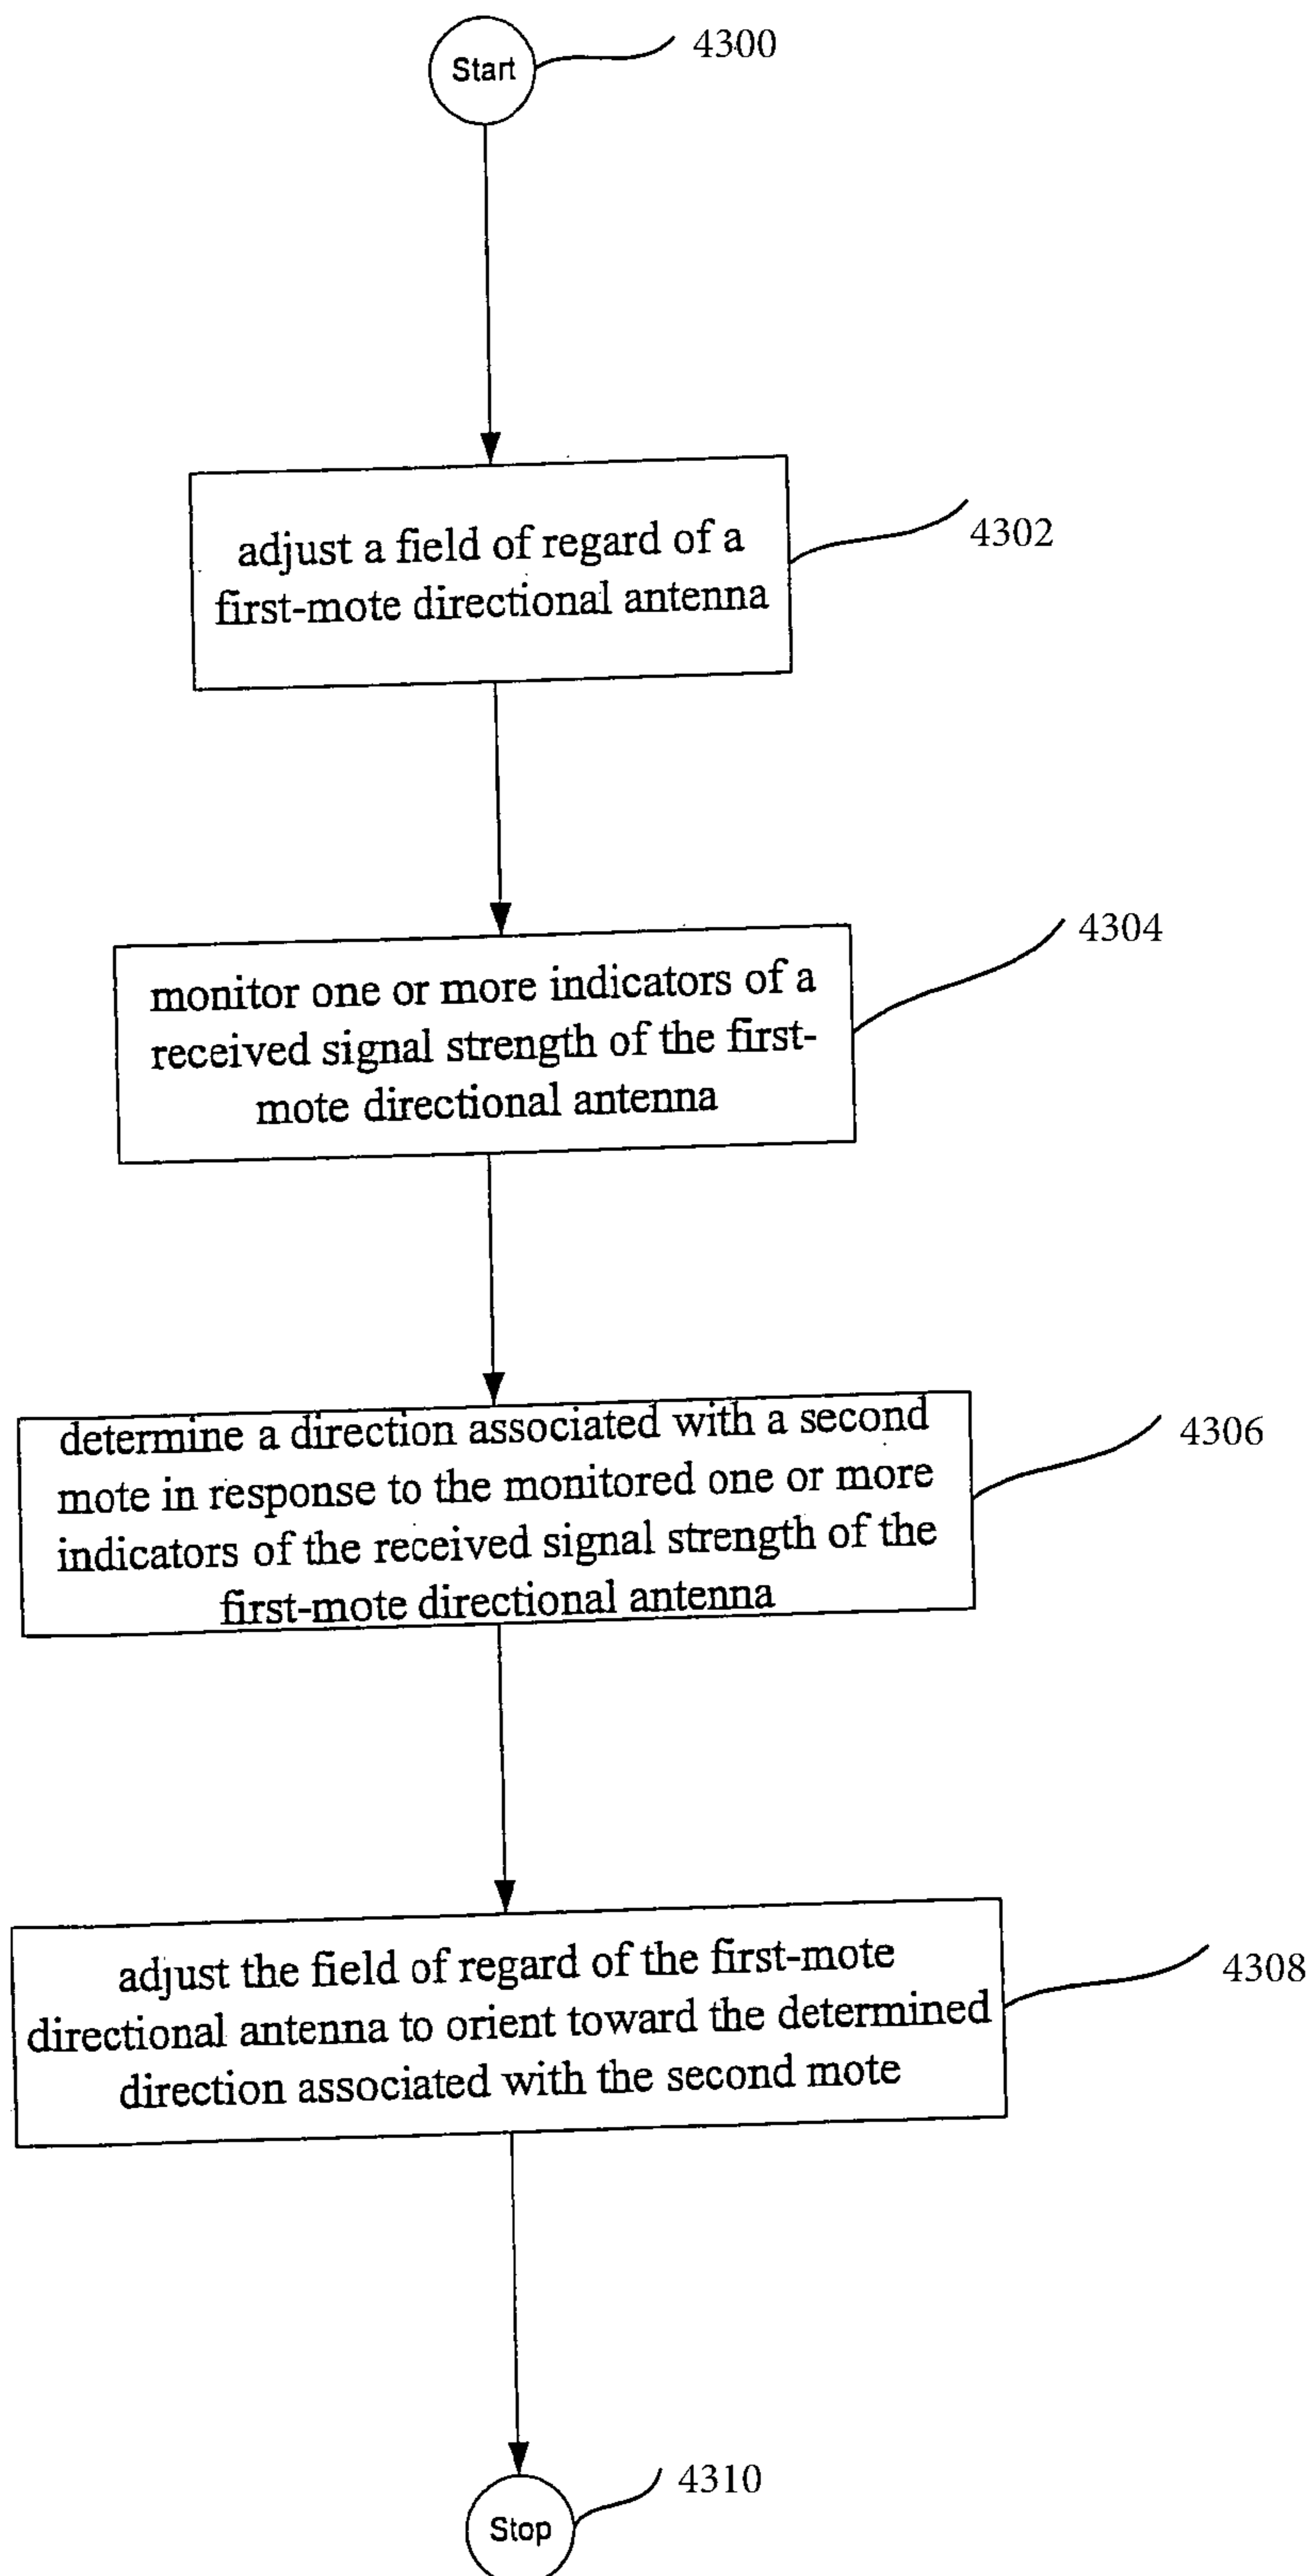 Start
4300
adjust a field of regard of a
first-mote directional antenna
4302
monitor one or more indicators of a
received signal strength of the first-
mote directional antenna
4304
determine a direction associated with a second
mote in response to the monitored one or more
indicators of the received signal strength of the
first-mote directional antenna
4306
adjust the field of regard of the first-mote
directional antenna to orient toward the determined
direction associated with the second mote
4308
Stop
4310